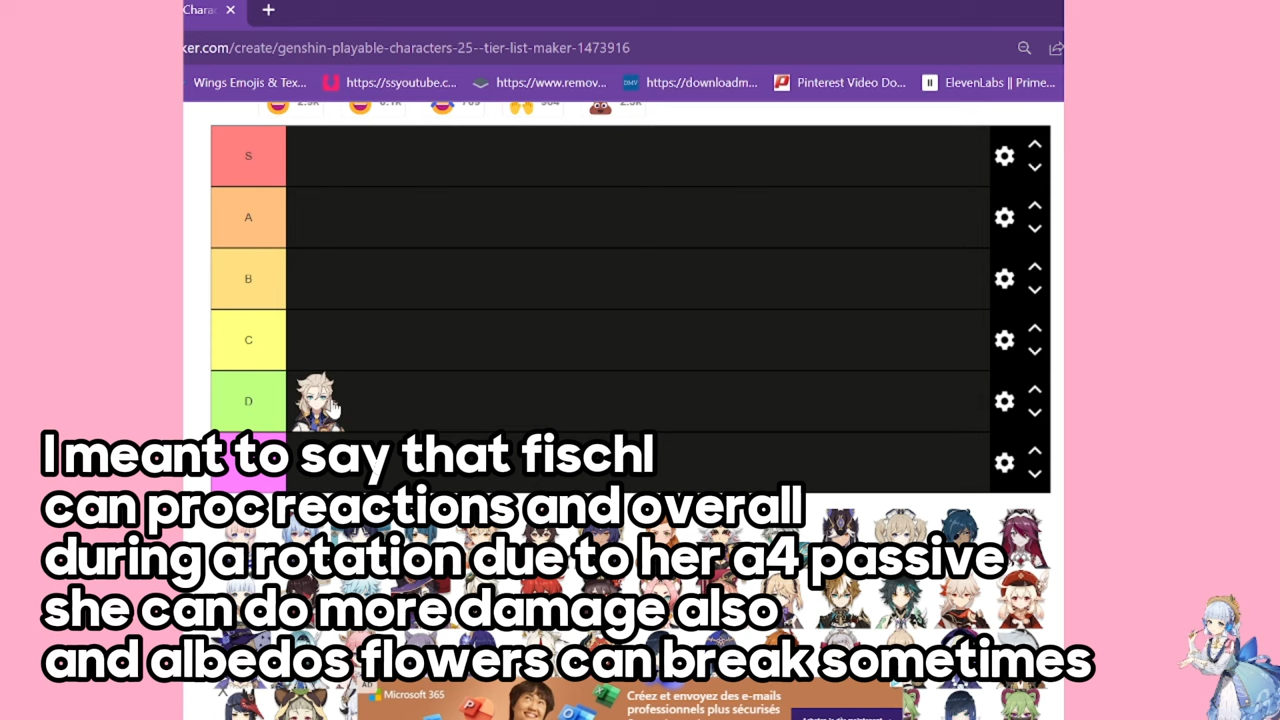 Charac
ker.com/create/genshin-playable-characters-25--tier-list-maker-1473916
Wings Emojis & Tex... https://ssyoutube.c... https://www.remov... DMV https://downloadm... Pinterest Video Do... ElevenLabs || Prime...
S
A
B
C
D
I meant to say that fischl
can proc reactions and overall
during a rotation due to her a4 passive
she can do more damage also
and albedos flowers can break sometimes
AD
Microsoft 365
Créez et envoyez des e-mails
professionnels plus sécurisés